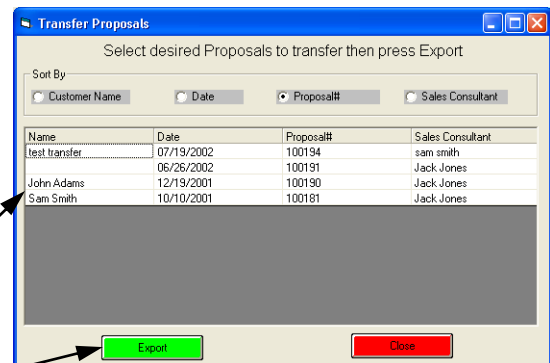 Transfer Proposals
Select desired Proposals to transfer then press Export
Sort By
Customer Name Date Proposal# Sales Consultant
Name Date Proposal# Sales Consultant
test transfer 07/19/2002 100194 sam smith
06/26/2002 100191 Jack Jones
John Adams 12/19/2001 100190 Jack Jones
Sam Smith 10/10/2001 100181 Jack Jones
Export Close